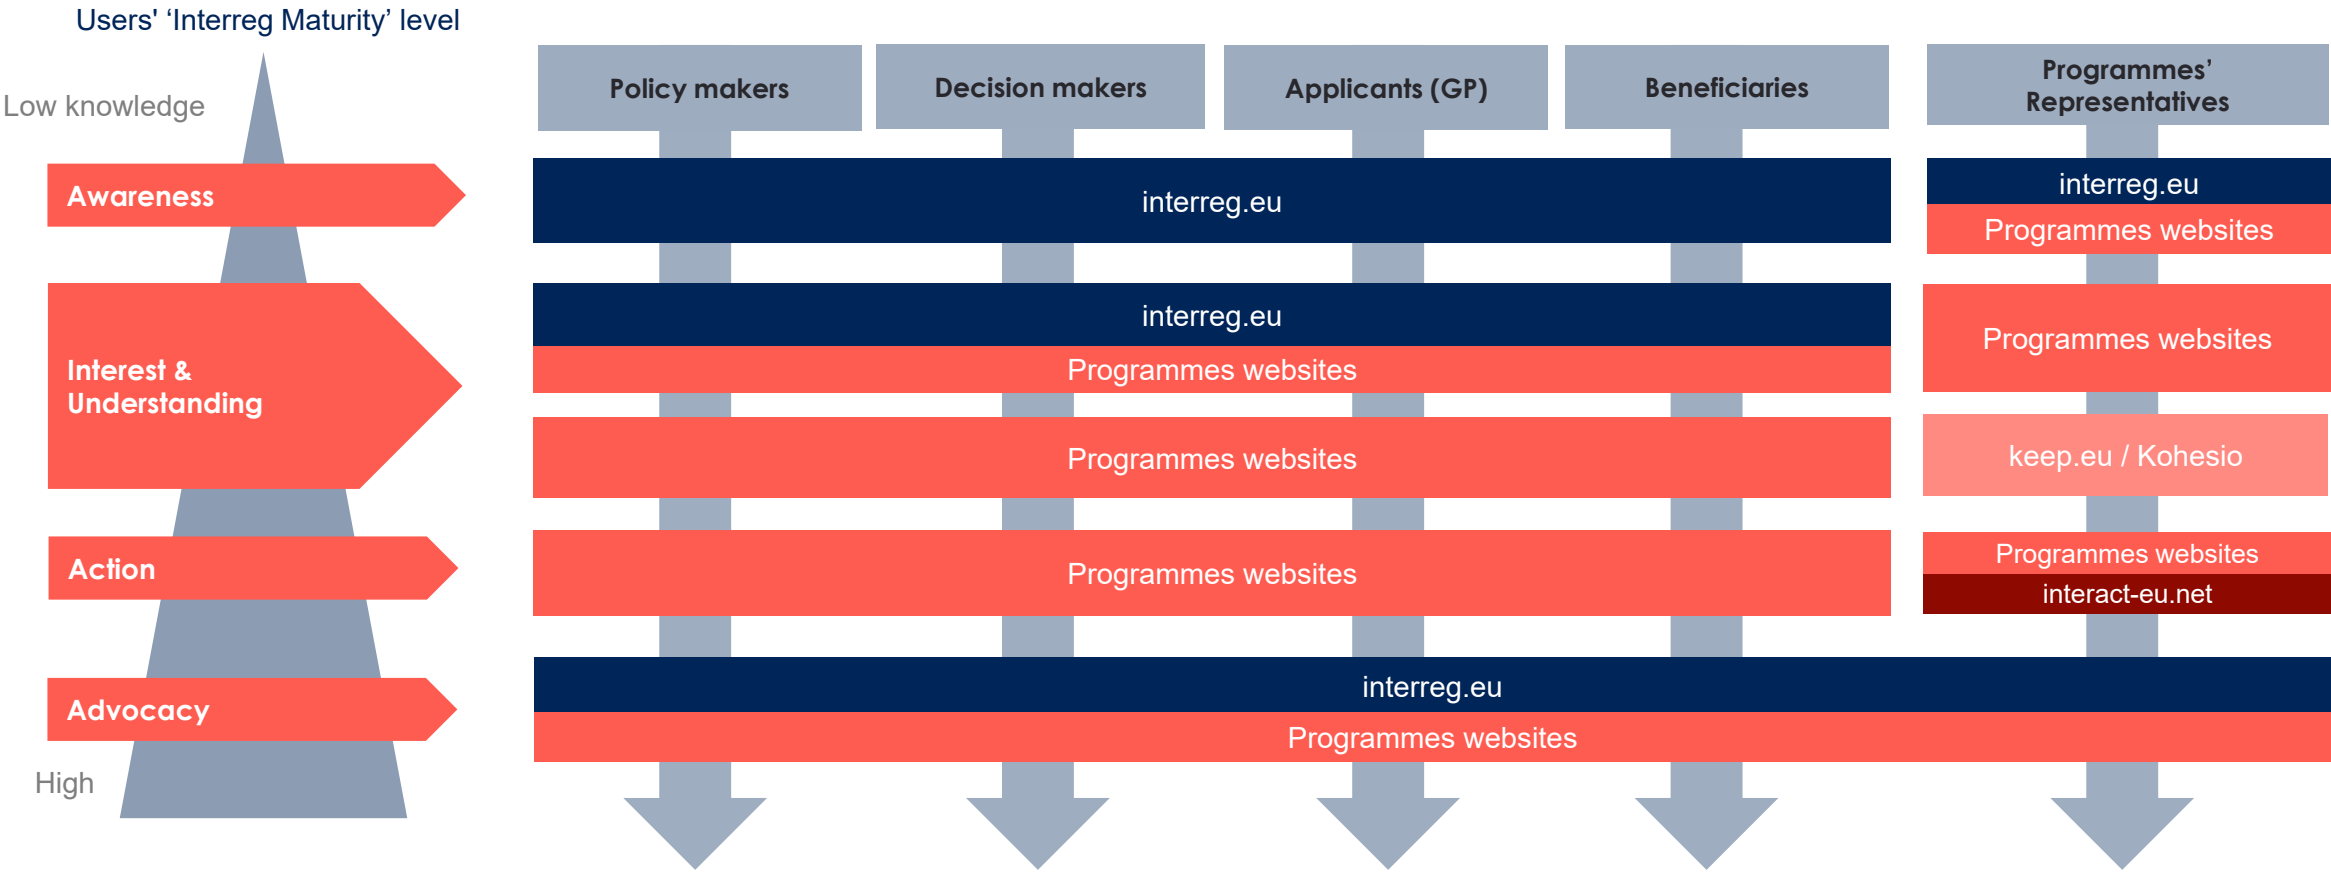 Users' ‘Interreg Maturity’ level
Low knowledge
Policy makers
Decision makers
Applicants (GP)
Beneficiaries
Programmes’
Representatives
Awareness
interreg.eu
interreg.eu
Programmes websites
Interest &
Understanding
interreg.eu
Programmes websites
Programmes websites
Programmes websites
keep.eu / Kohesio
Action
Programmes websites
Programmes websites
interact-eu.net
Advocacy
interreg.eu
Programmes websites
High